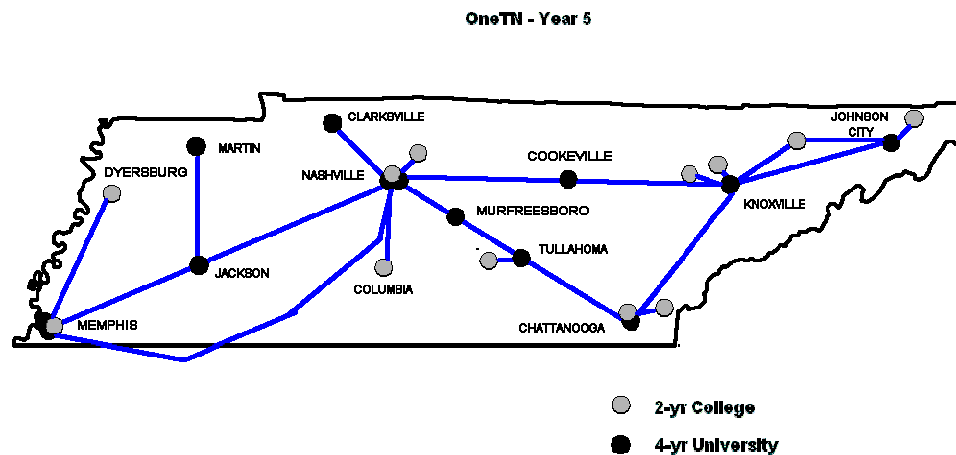 OneTN - Year 5
CLARKSVILLE
JOHNSON
CITY
MARTIN
COOKEVILLE
DYERSBURG
NASHVILLE
KNOXVILLE
MURFREESBORO
TULLAHOMA
JACKSON
COLUMBIA
MEMPHIS
CHATTANOOGA
2-yr College
4-yr University